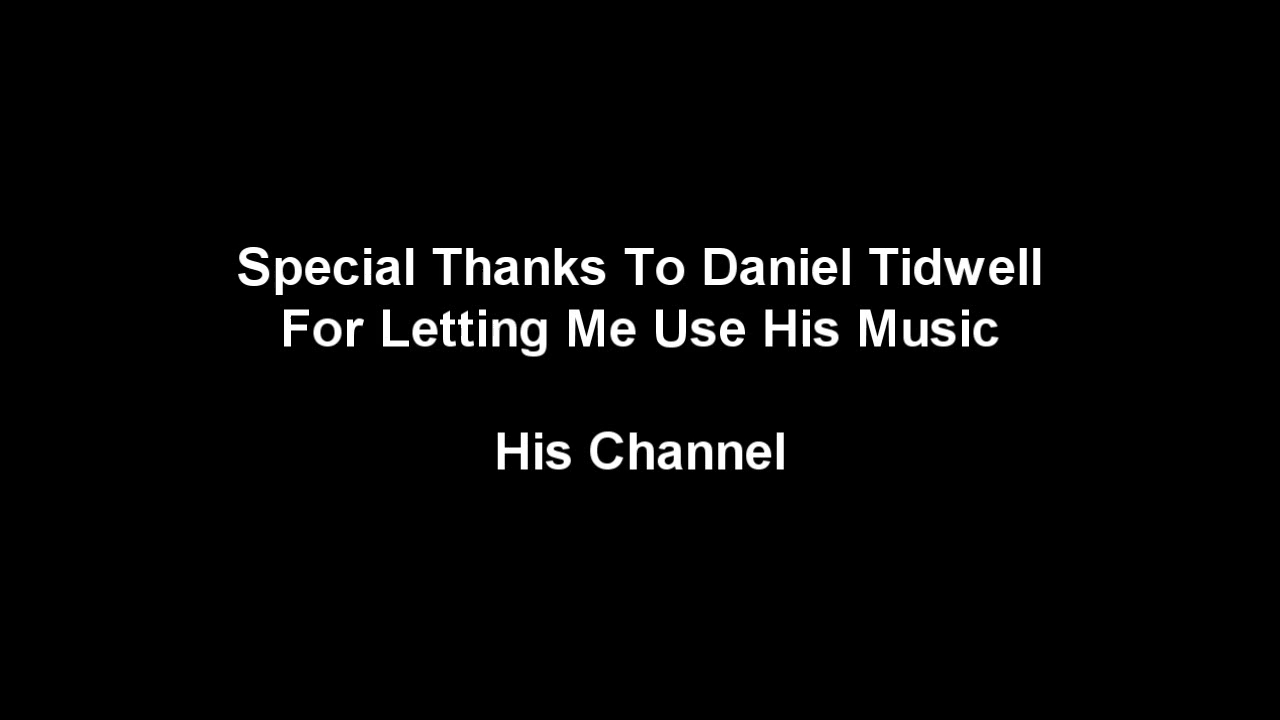 Special Thanks To Daniel Tidwell
For Letting Me Use His Music
His Channel